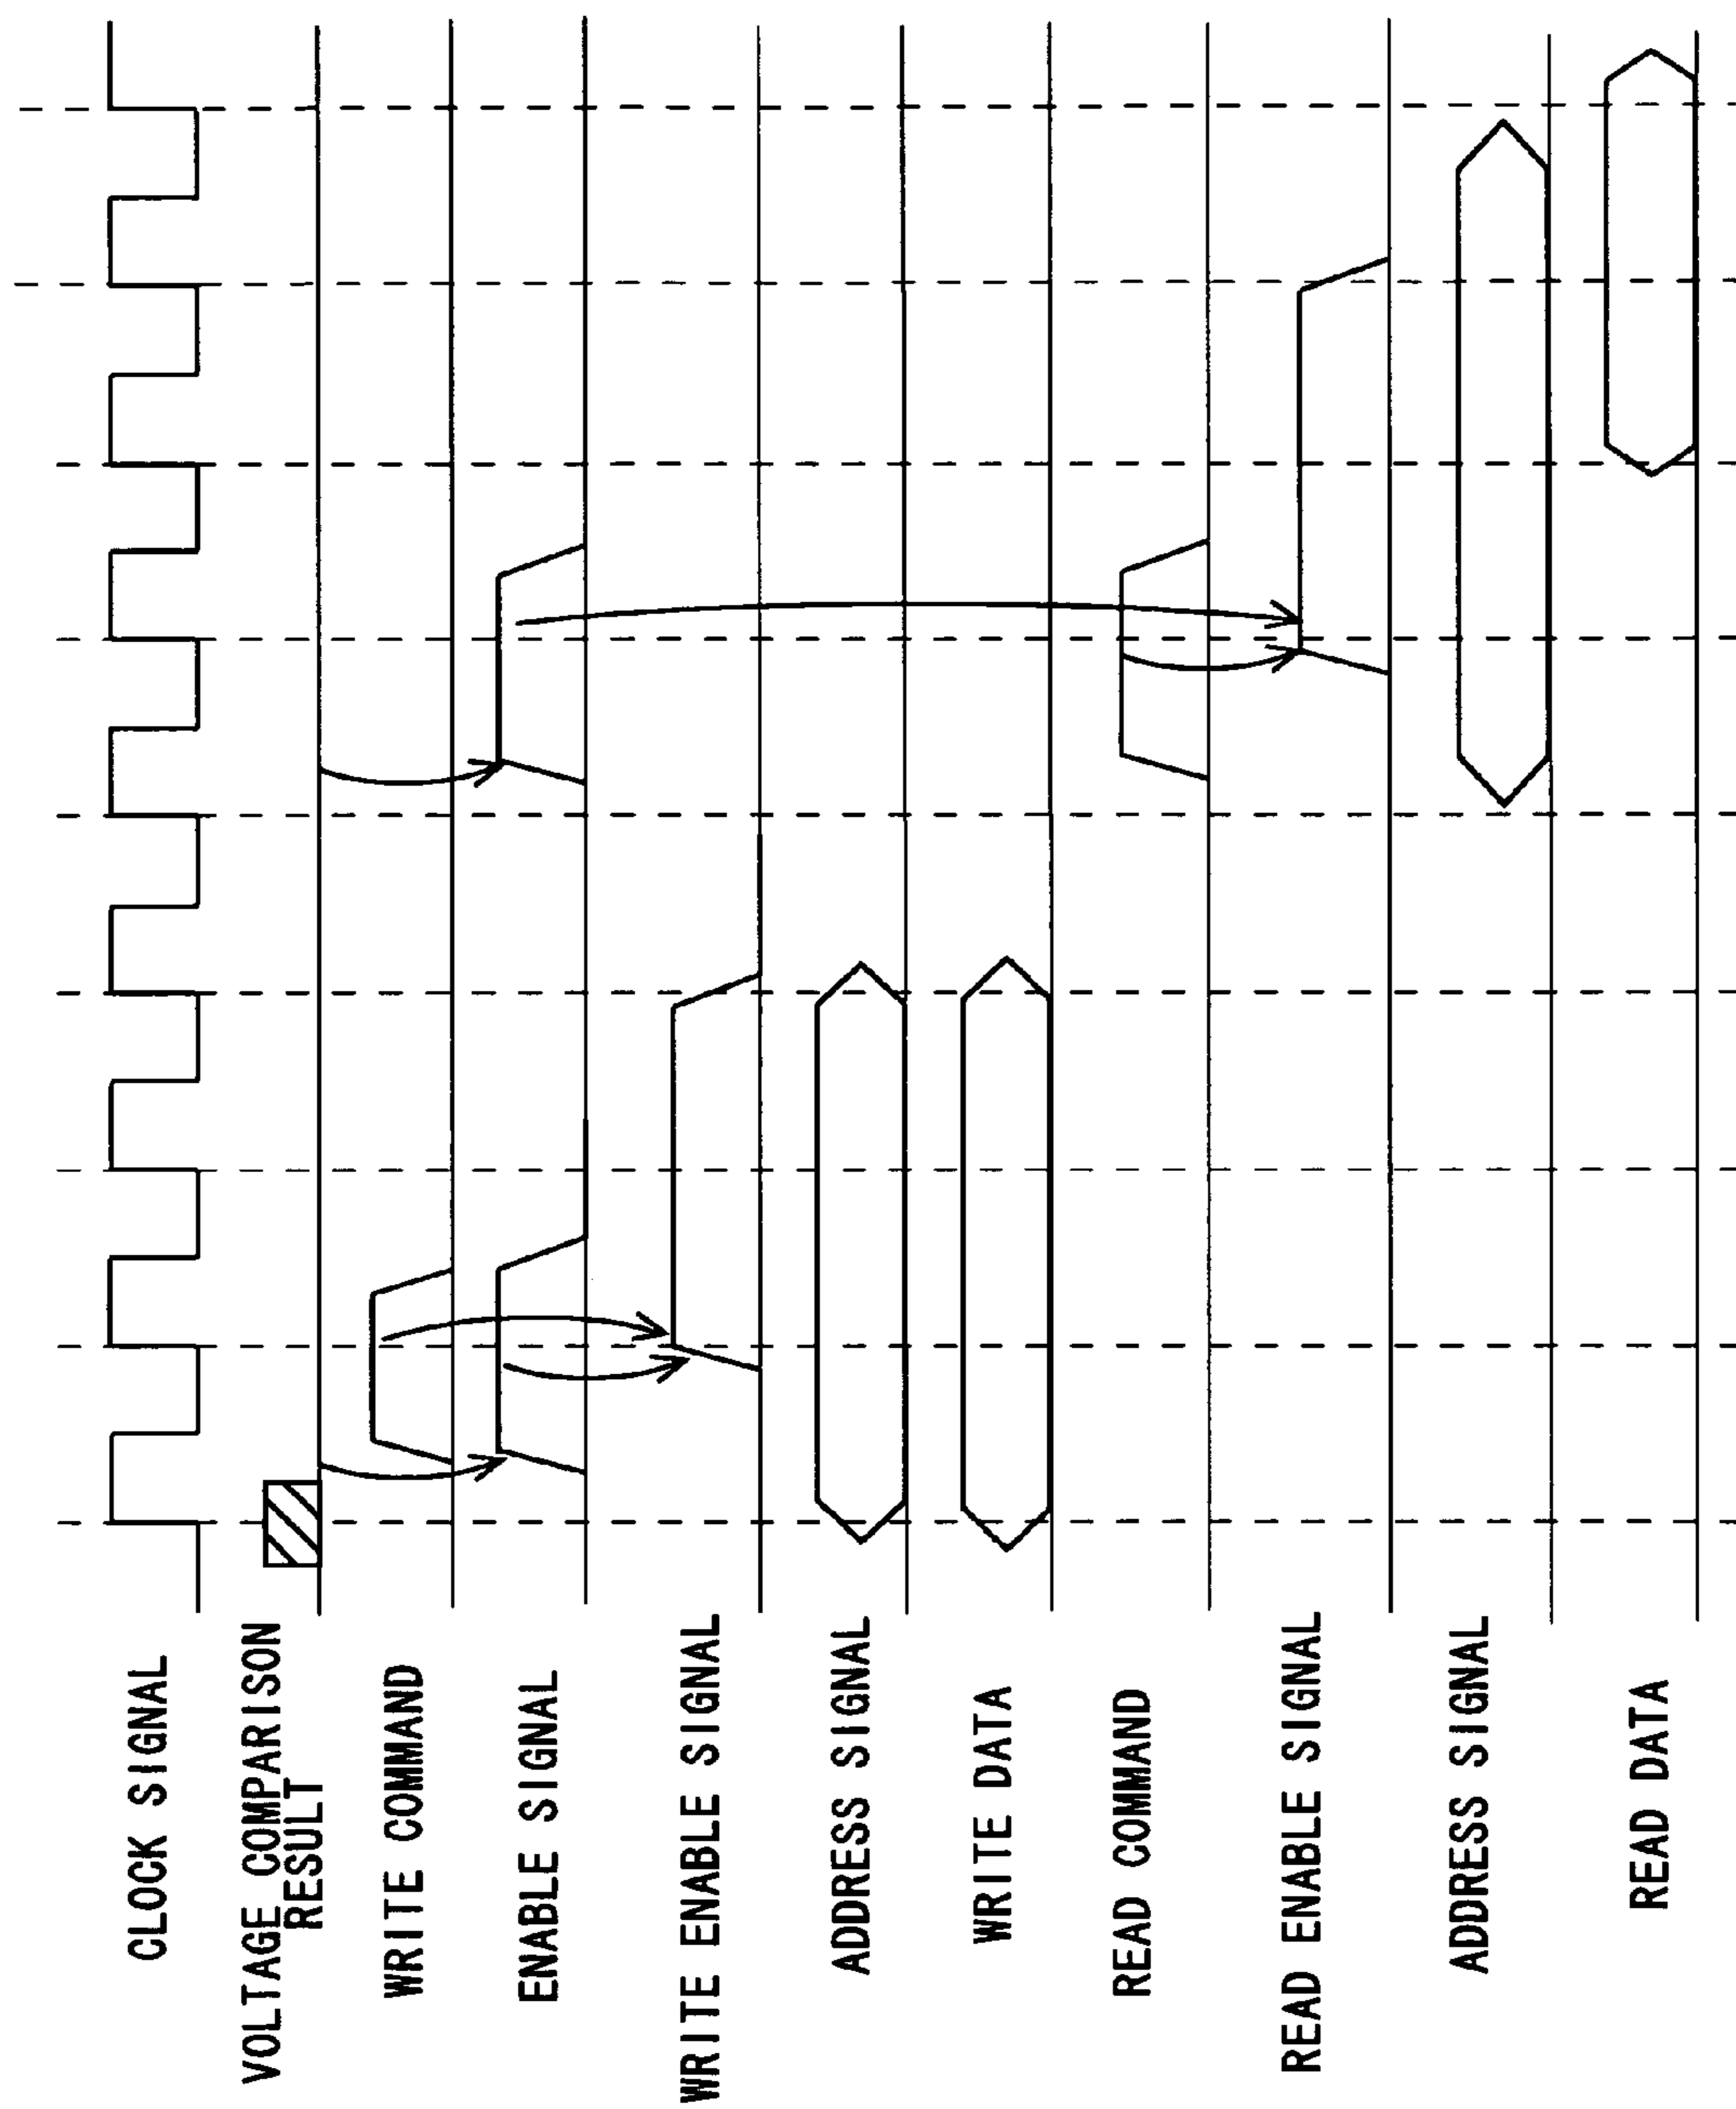 CLOCK SIGNAL
VOLTAGE COMPARISON
RESULT
WRITE COMMAND
ENABLE SIGNAL
WRITE ENABLE SIGNAL
ADDRESS SIGNAL
WRITE DATA
READ COMMAND
READ ENABLE SIGNAL
ADDRESS SIGNAL
READ DATA